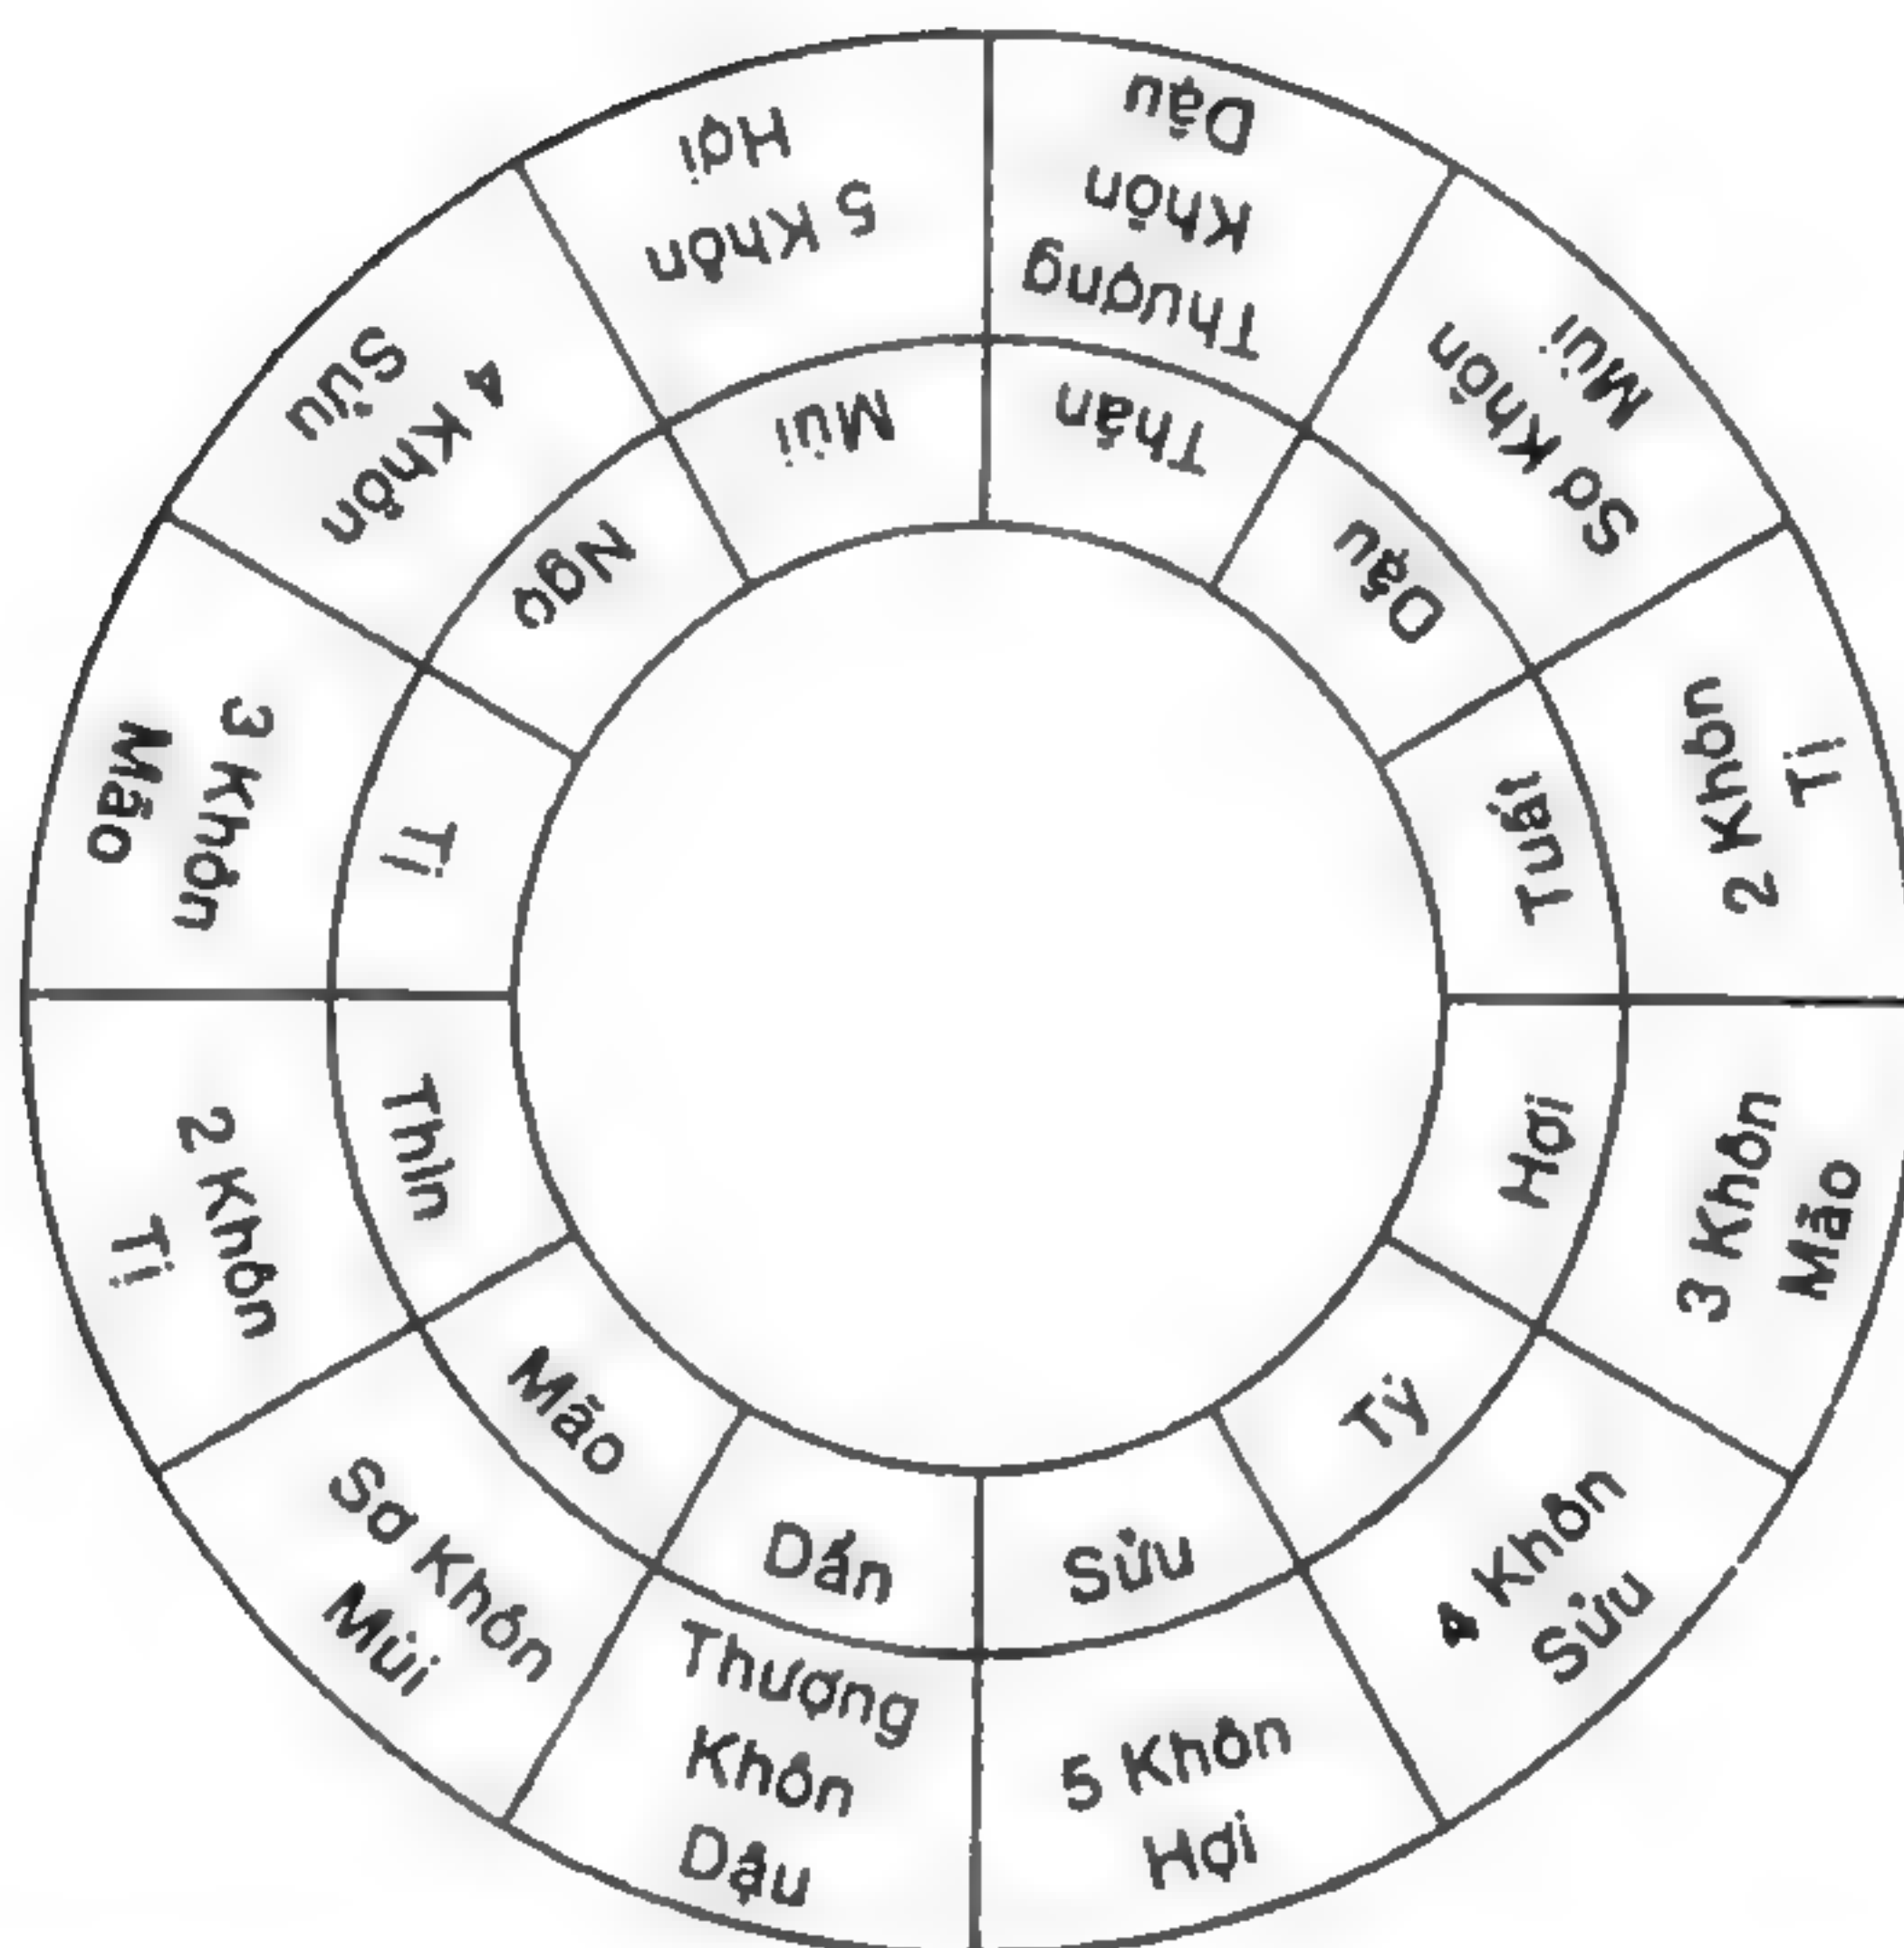 Dậu
Khôn
Thượng
Thân
Mùi
Sơ Khôn
Dậu
Tị
2 Khôn
Tuất
Hợi
3 Khôn
Mão
Tý
4 Khôn
Sửu
Sửu
5 Khôn
Hợi
Dần
Thượng
Khôn
Dậu
Mão
Sơ Khôn
Mùi
Thìn
2 Khôn
Tị
Tị
3 Khôn
Mão
Ngọ
4 Khôn
Sửu
Mùi
5 Khôn
Hợi